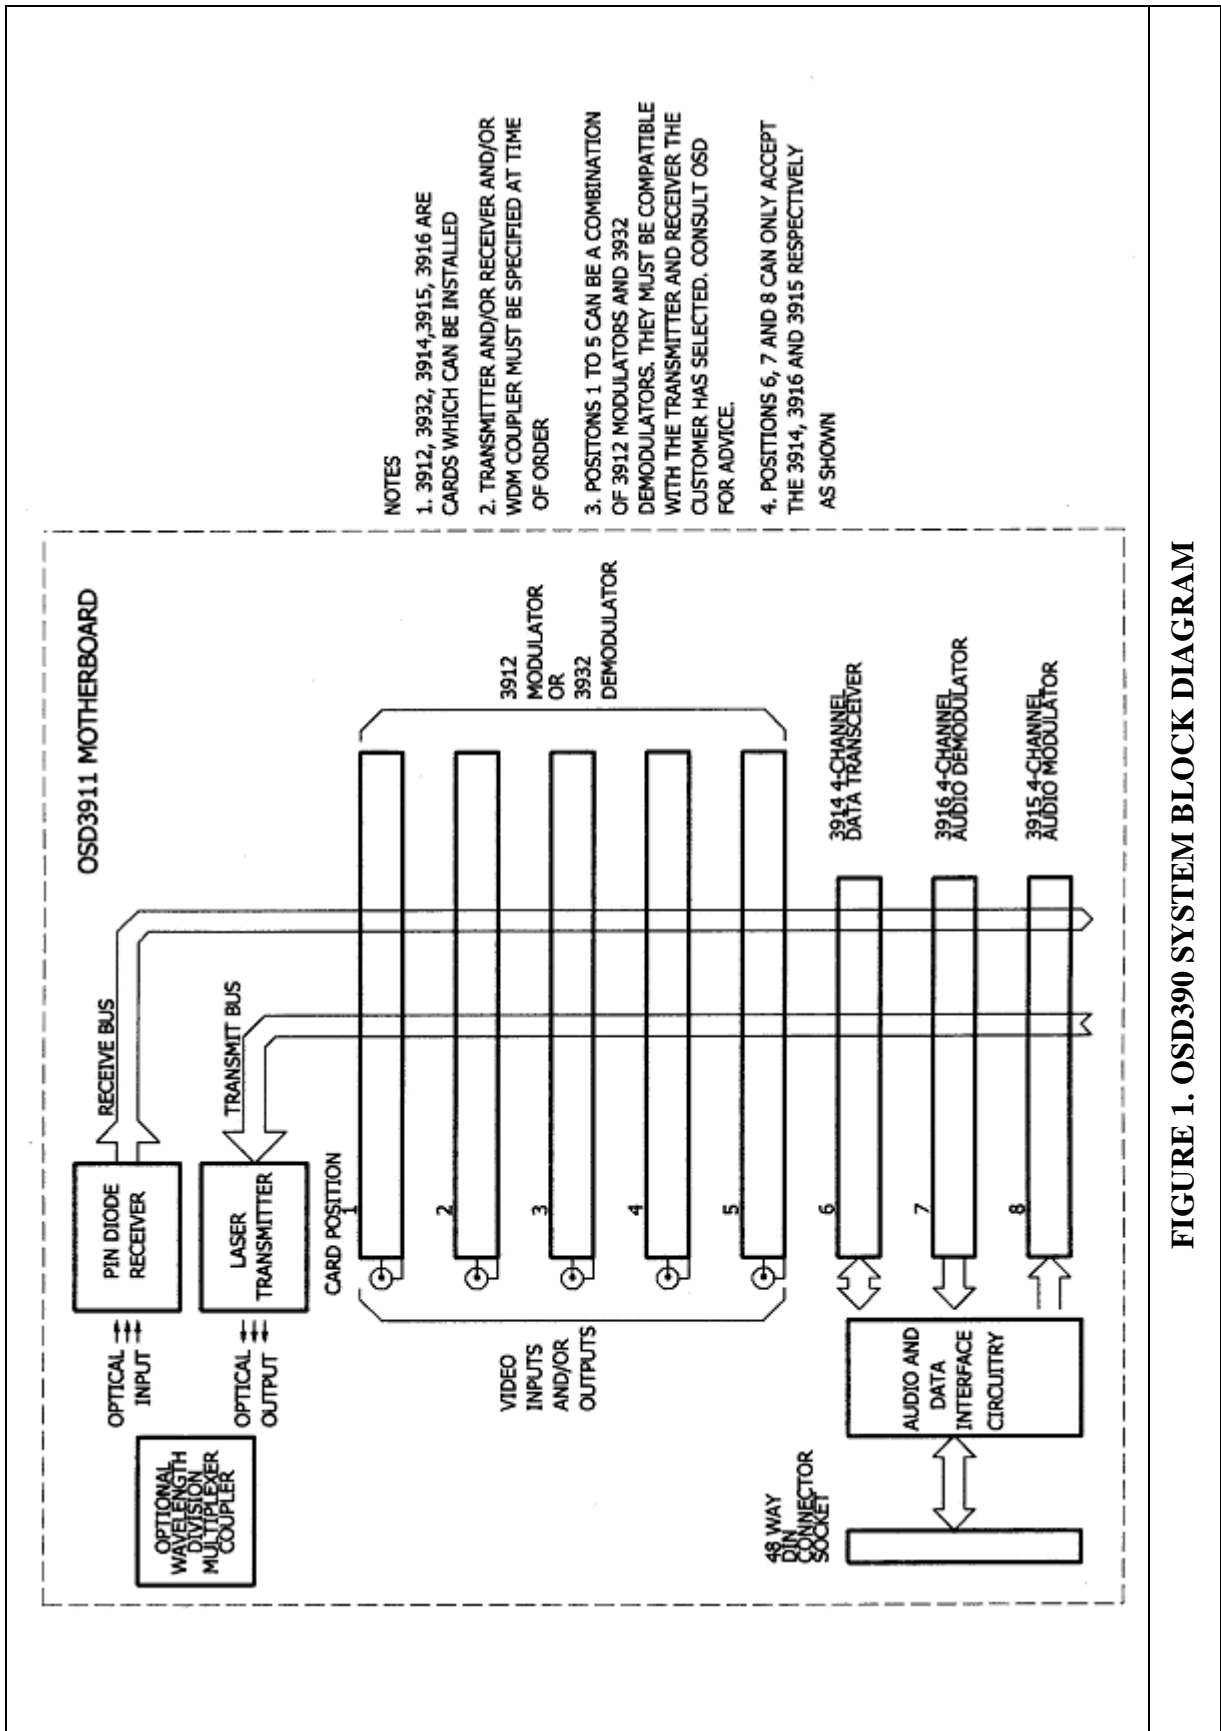 OSD3911 MOTHERBOARD
OPTIONAL
WAVELENGTH
DIVISION
MULTIPLEXER
COUPLER
OPTICAL
INPUT
PIN DIODE
RECEIVER
RECEIVE BUS
OPTICAL
OUTPUT
LASER
TRANSMITTER
TRANSMIT BUS
CARD POSITION
1
2
3
4
5
6
7
8
VIDEO
INPUTS
AND/OR
OUTPUTS
3912
MODULATOR
OR
3932
DEMODULATOR
48 WAY
DIN
CONNECTOR
SOCKET
AUDIO AND
DATA
INTERFACE
CIRCUITRY
3914 4-CHANNEL
DATA TRANSCEIVER
3916 4-CHANNEL
AUDIO DEMODULATOR
3915 4-CHANNEL
AUDIO MODULATOR
NOTES
1. 3912, 3932, 3914,3915, 3916 ARE
CARDS WHICH CAN BE INSTALLED
2. TRANSMITTER AND/OR RECEIVER AND/OR
WDM COUPLER MUST BE SPECIFIED AT TIME
OF ORDER
3. POSITONS 1 TO 5 CAN BE A COMBINATION
OF 3912 MODULATORS AND 3932
DEMODULATORS. THEY MUST BE COMPATIBLE
WITH THE TRANSMITTER AND RECEIVER THE
CUSTOMER HAS SELECTED. CONSULT OSD
FOR ADVICE.
4. POSITIONS 6, 7 AND 8 CAN ONLY ACCEPT
THE 3914, 3916 AND 3915 RESPECTIVELY
AS SHOWN
FIGURE 1. OSD390 SYSTEM BLOCK DIAGRAM